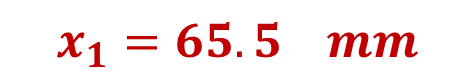 x₁ = 65.5 mm